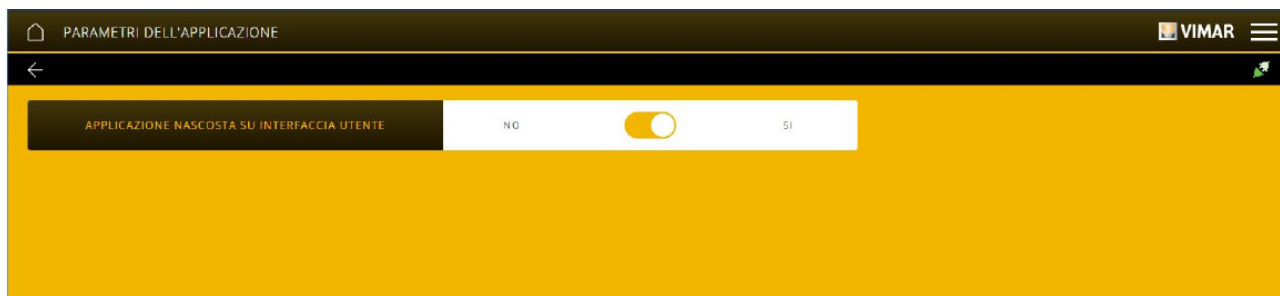 PARAMETRI DELL'APPLICAZIONE
VIMAR
APPLICAZIONE NASCOSTA SU INTERFACCIA UTENTE
NO
SI